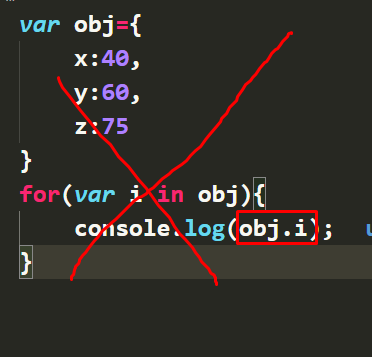 var obj={
x:40,
y:60,
z:75
}
for(var i in obj){
console.log(obj.i);
}